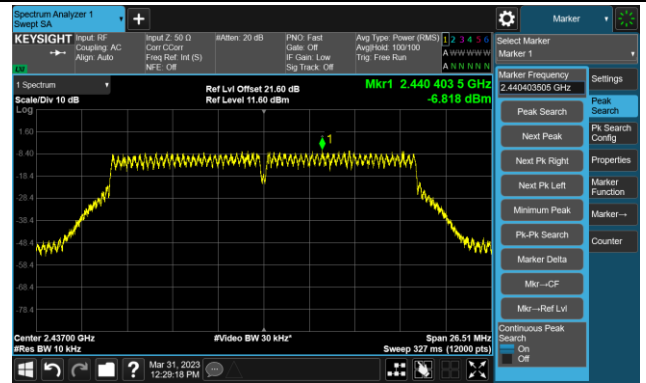 Spectrum Analyzer 1
Swept SA
+
Marker
KEYSIGHT
Input: RF
Coupling: AC
Align: Auto
Input Z: 50 Ω
Corr CCorr
Freq Ref: Int (S)
NFE: Off
#Atten: 20 dB
PNO: Fast
Gate: Off
IF Gain: Low
Sig Track: Off
Avg Type: Power (RMS)
Avg|Hold: 100/100
Trig: Free Run
1 2 3 4 5 6
A W W W W W
A N N N N N
Select Marker
Marker 1
1 Spectrum
Scale/Div 10 dB
Log
Ref Lvl Offset 21.60 dB
Ref Level 11.60 dBm
Mkr1 2.440 403 5 GHz
-6.818 dBm
1.60
-8.40
-18.4
-28.4
-38.4
-48.4
-58.4
-68.4
-78.4
1
Center 2.43700 GHz
#Res BW 10 kHz
#Video BW 30 kHz*
Span 26.51 MHz
Sweep 327 ms (12000 pts)
Marker Frequency
2.440403505 GHz
Peak Search
Next Peak
Next Pk Right
Next Pk Left
Minimum Peak
Pk-Pk Search
Marker Delta
Mkr→CF
Mkr→Ref Lvl
Continuous Peak
Search
On
Off
Settings
Peak
Search
Pk Search
Config
Properties
Marker
Function
Marker→
Counter
?
Mar 31, 2023
12:29:18 PM